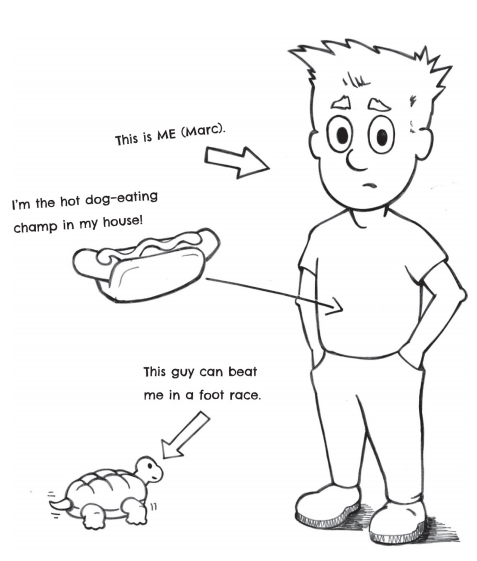 This is ME (Marc).
I'm the hot dog-eating
champ in my house!
This guy can beat
me in a foot race.